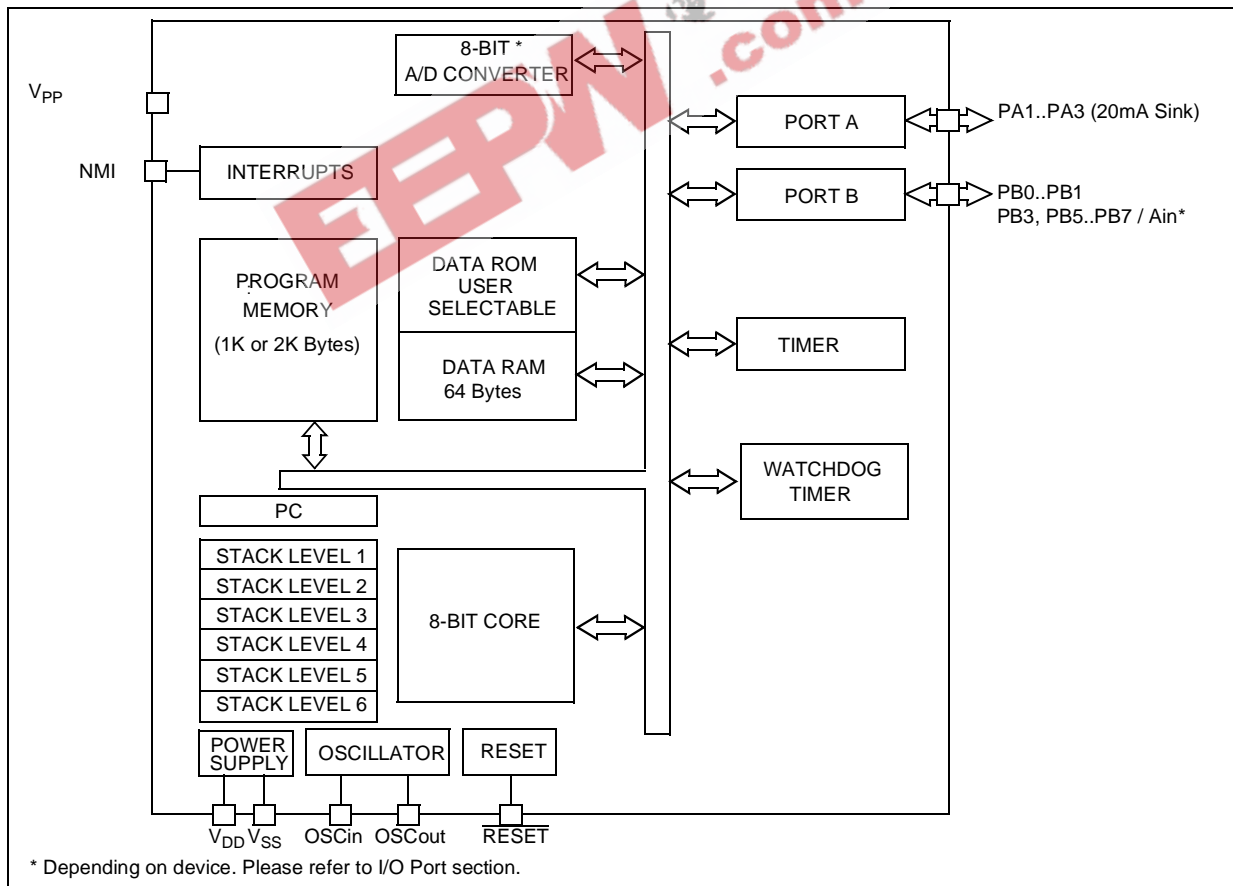 8-BIT *
A/D CONVERTER
V_PP
PORT A
PA1..PA3 (20mA Sink)
NMI
INTERRUPTS
PORT B
PB0..PB1
PB3, PB5..PB7 / Ain*
PROGRAM
MEMORY
(1K or 2K Bytes)
DATA ROM
USER
SELECTABLE
DATA RAM
64 Bytes
TIMER
WATCHDOG
TIMER
PC
STACK LEVEL 1
STACK LEVEL 2
STACK LEVEL 3
STACK LEVEL 4
STACK LEVEL 5
STACK LEVEL 6
8-BIT CORE
POWER
SUPPLY
OSCILLATOR
RESET
V_DD V_SS OSCin OSCout RESET
* Depending on device. Please refer to I/O Port section.
EEPW
.com